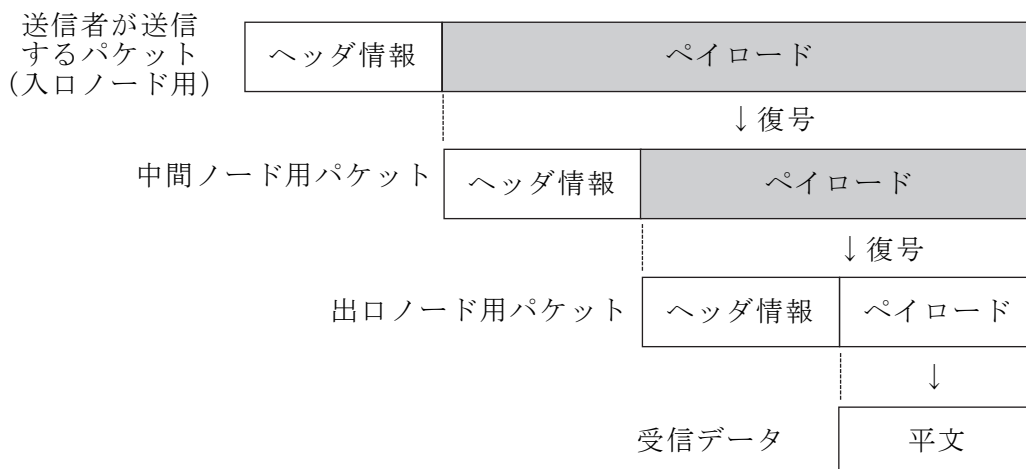 送信者が送信
するパケット
(入口ノード用)
ヘッダ情報
ペイロード
↓復号
中間ノード用パケット
ヘッダ情報
ペイロード
↓復号
出口ノード用パケット
ヘッダ情報
ペイロード
↓
受信データ
平文